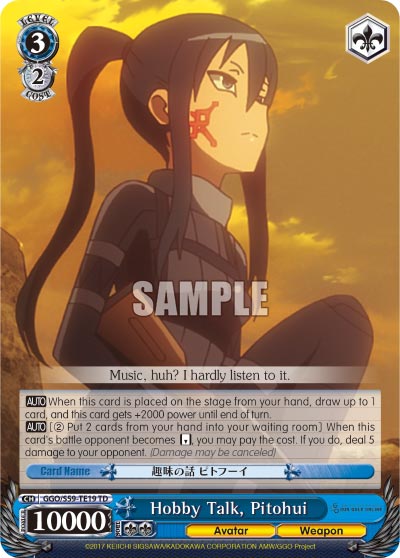 LEVEL
3
2
COST
SAMPLE
Music, huh? I hardly listen to it.
AUTO When this card is placed on the stage from your hand, draw up to 1
card, and this card gets +2000 power until end of turn.
AUTO [② Put 2 cards from your hand into your waiting room] When this
card's battle opponent becomes , you may pay the cost. If you do, deal 5
damage to your opponent. (Damage may be canceled)
Card Name 趣味の話 ピトフーイ
CH GGO/S59-TE19 TD
POWER 10000 SOUL Hobby Talk, Pitohui
Avatar Weapon
©2017 KEIICHI SIGSAWA/KADOKAWA CORPORATION AMW/GGO Project